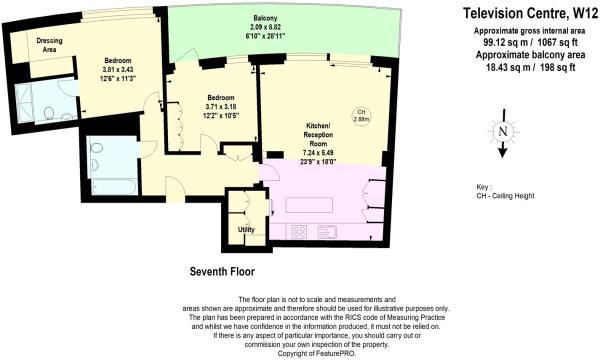 Television Centre, W12
Approximate gross internal area
99.12 sq m / 1067 sq ft
Approximate balcony area
18.43 sq m / 198 sq ft
N
Key :
CH - Ceiling Height
Balcony
2.09 x 8.82
6'10" x 28'11"
Dressing
Area
Bedroom
3.81 x 3.43
12'6" x 11'3"
Bedroom
3.71 x 3.18
12'2" x 10'5"
CH
2.88m
Kitchen/
Reception
Room
7.24 x 5.49
23'9" x 18'0"
Utility
Seventh Floor
The floor plan is not to scale and measurements and
areas shown are approximate and therefore should be used for illustrative purposes only.
The plan has been prepared in accordance with the RICS code of Measuring Practice
and whilst we have confidence in the information produced, it must not be relied on.
If there is any aspect of particular importance, you should carry out or
commission your own inspection of the property.
Copyright of FeaturePRO.